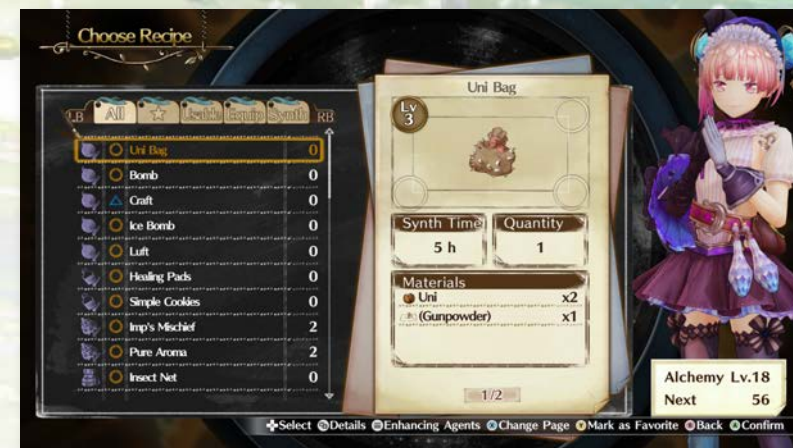 Choose Recipe
LB All Usable Equip Synth RB
Uni Bag 0
Bomb 0
Craft 0
Ice Bomb 0
Luft 0
Healing Pads 0
Simple Cookies 0
Imp's Mischief 2
Pure Aroma 2
Insect Net 0
Uni Bag
Lv
3
Synth Time Quantity
5 h 1
Materials
Uni x2
(Gunpowder) x1
1/2
Alchemy Lv.18
Next 56
Select Details Enhancing Agents Change Page Mark as Favorite Back Confirm